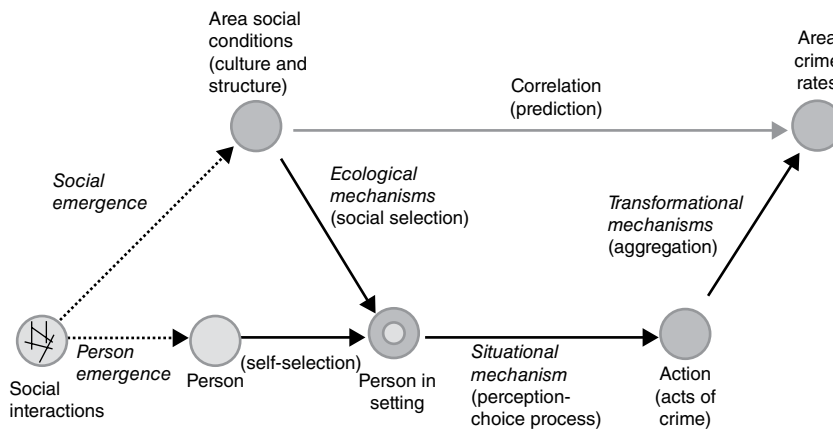 Area social
conditions
(culture and
structure)
Area
crime
rates
Correlation
(prediction)
Social
emergence
Ecological
mechanisms
(social selection)
Transformational
mechanisms
(aggregation)
Person
emergence
(self-selection)
Social
interactions
Person
Person in
setting
Situational
mechanism
(perception-
choice process)
Action
(acts of
crime)